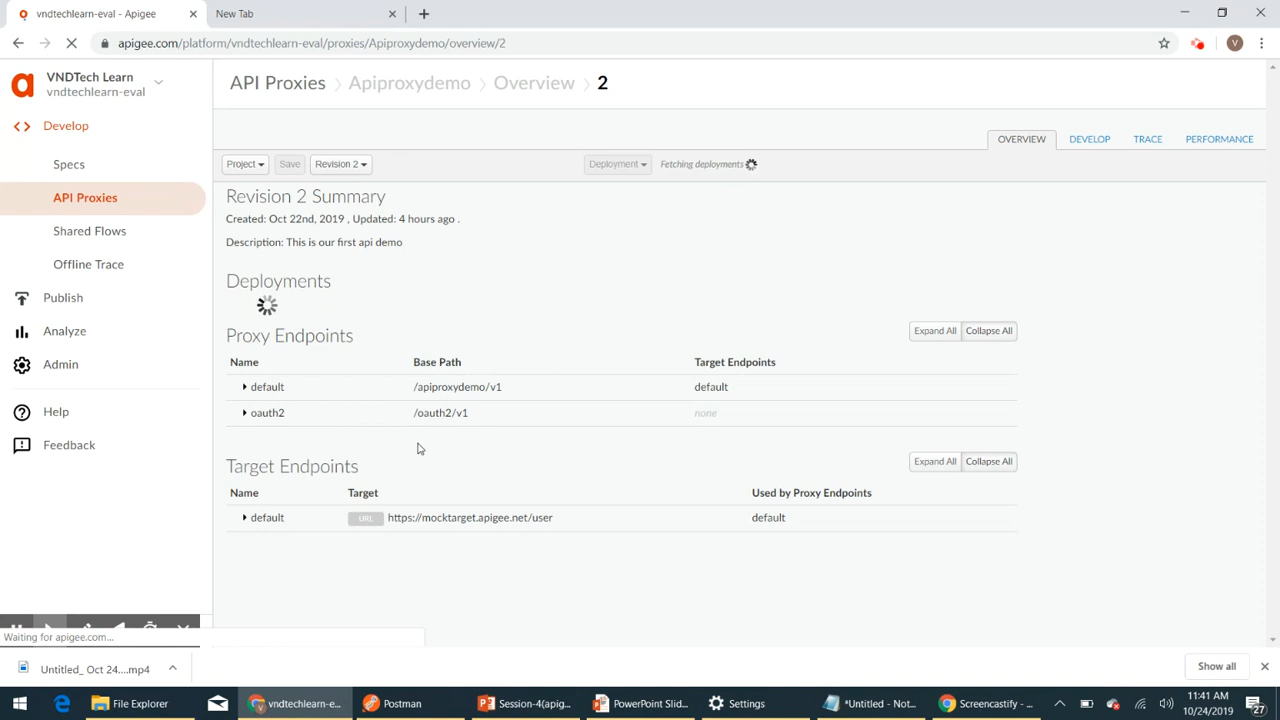 vndtechlearn-eval - Apigee
New Tab
apigee.com/platform/vndtechlearn-eval/proxies/Apiproxydemo/overview/2
V
VNDTech Learn
vndtechlearn-eval
Develop
Specs
API Proxies
Shared Flows
Offline Trace
Publish
Analyze
Admin
Help
Feedback
API Proxies
Apiproxydemo
Overview
2
OVERVIEW
DEVELOP
TRACE
PERFORMANCE
Project
Save
Revision 2
Deployment
Fetching deployments
Revision 2 Summary
Created: Oct 22nd, 2019 , Updated: 4 hours ago .
Description: This is our first api demo
Deployments
Proxy Endpoints
Expand All
Collapse All
Name
Base Path
Target Endpoints
default
/apiproxydemo/v1
default
oauth2
/oauth2/v1
none
Target Endpoints
Expand All
Collapse All
Name
Target
Used by Proxy Endpoints
default
URL
https://mocktarget.apigee.net/user
default
Waiting for apigee.com...
Untitled_ Oct 24....mp4
Show all
File Explorer
vndtechlearn-e...
Postman
Session-4(apig...
PowerPoint Slid...
Settings
*Untitled - Not...
Screencastify - ...
11:41 AM
10/24/2019
27